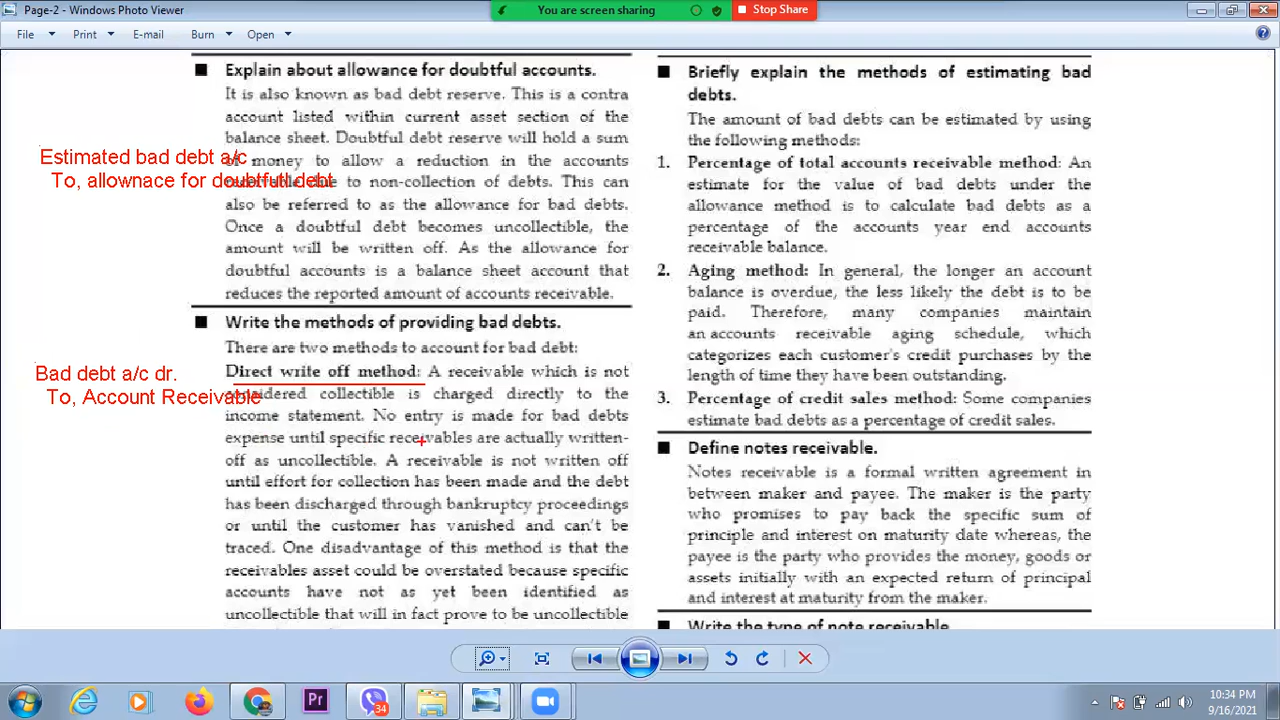 Page-2 - Windows Photo Viewer
You are screen sharing
Stop Share
File Print E-mail Burn Open
Explain about allowance for doubtful accounts.
It is also known as bad debt reserve. This is a contra
account listed within current asset section of the
balance sheet. Doubtful debt reserve will hold a sum
Estimated bad debt a/c
money to allow a reduction in the accounts
To, allownace for doubtfutl debt
to non-collection of debts. This can
also be referred to as the allowance for bad debts.
Once a doubtful debt becomes uncollectible, the
amount will be written off. As the allowance for
doubtful accounts is a balance sheet account that
reduces the reported amount of accounts receivable.
Write the methods of providing bad debts.
There are two methods to account for bad debt:
Direct write off method: A receivable which is not
Bad debt a/c dr.
considered collectible is charged directly to the
To, Account Receivable
income statement. No entry is made for bad debts
expense until specific receivables are actually written-
off as uncollectible. A receivable is not written off
until effort for collection has been made and the debt
has been discharged through bankruptcy proceedings
or until the customer has vanished and can't be
traced. One disadvantage of this method is that the
receivables asset could be overstated because specific
accounts have not as yet been identified as
uncollectible that will in fact prove to be uncollectible
Briefly explain the methods of estimating bad
debts.
The amount of bad debts can be estimated by using
the following methods:
1. Percentage of total accounts receivable method: An
estimate for the value of bad debts under the
allowance method is to calculate bad debts as a
percentage of the accounts year end accounts
receivable balance.
2. Aging method: In general, the longer an account
balance is overdue, the less likely the debt is to be
paid. Therefore, many companies maintain
an accounts receivable aging schedule, which
categorizes each customer's credit purchases by the
length of time they have been outstanding.
3. Percentage of credit sales method: Some companies
estimate bad debts as a percentage of credit sales.
Define notes receivable.
Notes receivable is a formal written agreement in
between maker and payee. The maker is the party
who promises to pay back the specific sum of
principle and interest on maturity date whereas, the
payee is the party who provides the money, goods or
assets initially with an expected return of principal
and interest at maturity from the maker.
Write the type of note receivable
Pr
34
10:34 PM
9/16/2021